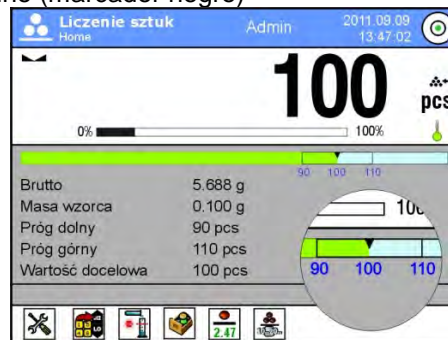 Liczenie sztuk Admin 2011.09.09
Home 13:47:02
100
pcs
0% 100%
90 100 110
Brutto 5.688 g
Masa wzorca 0.100 g
Próg dolny 90 pcs
Próg górny 110 pcs
Wartość docelowa 100 pcs
90 100 110
2.47